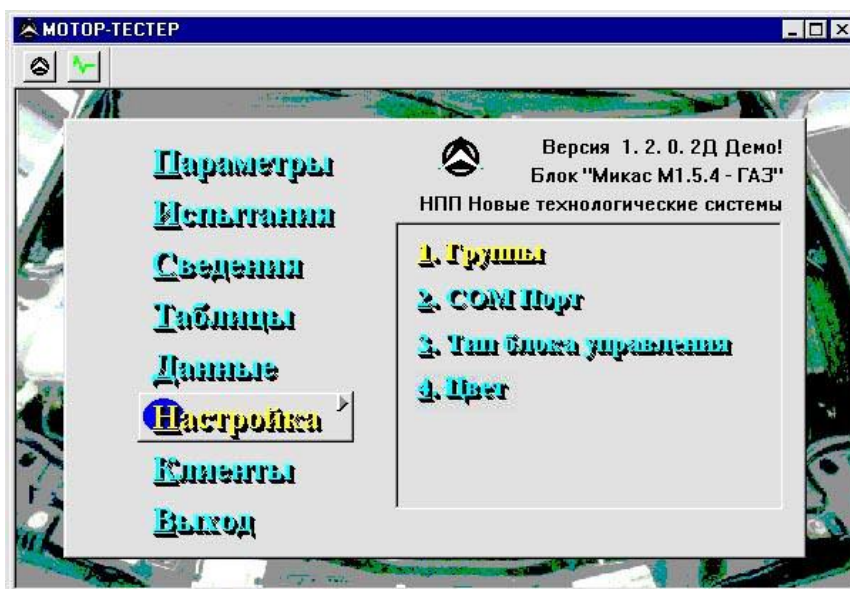 МОТОР-ТЕСТЕР
Параметры
Испытания
Сведения
Таблицы
Данные
Настройка
Клиенты
Выход
Версия 1. 2. 0. 2Д Демо!
Блок "Микас М1.5.4 - ГАЗ"
НПП Новые технологические системы
1. Группы
2. COM Порт
3. Тип блока управления
4. Цвет